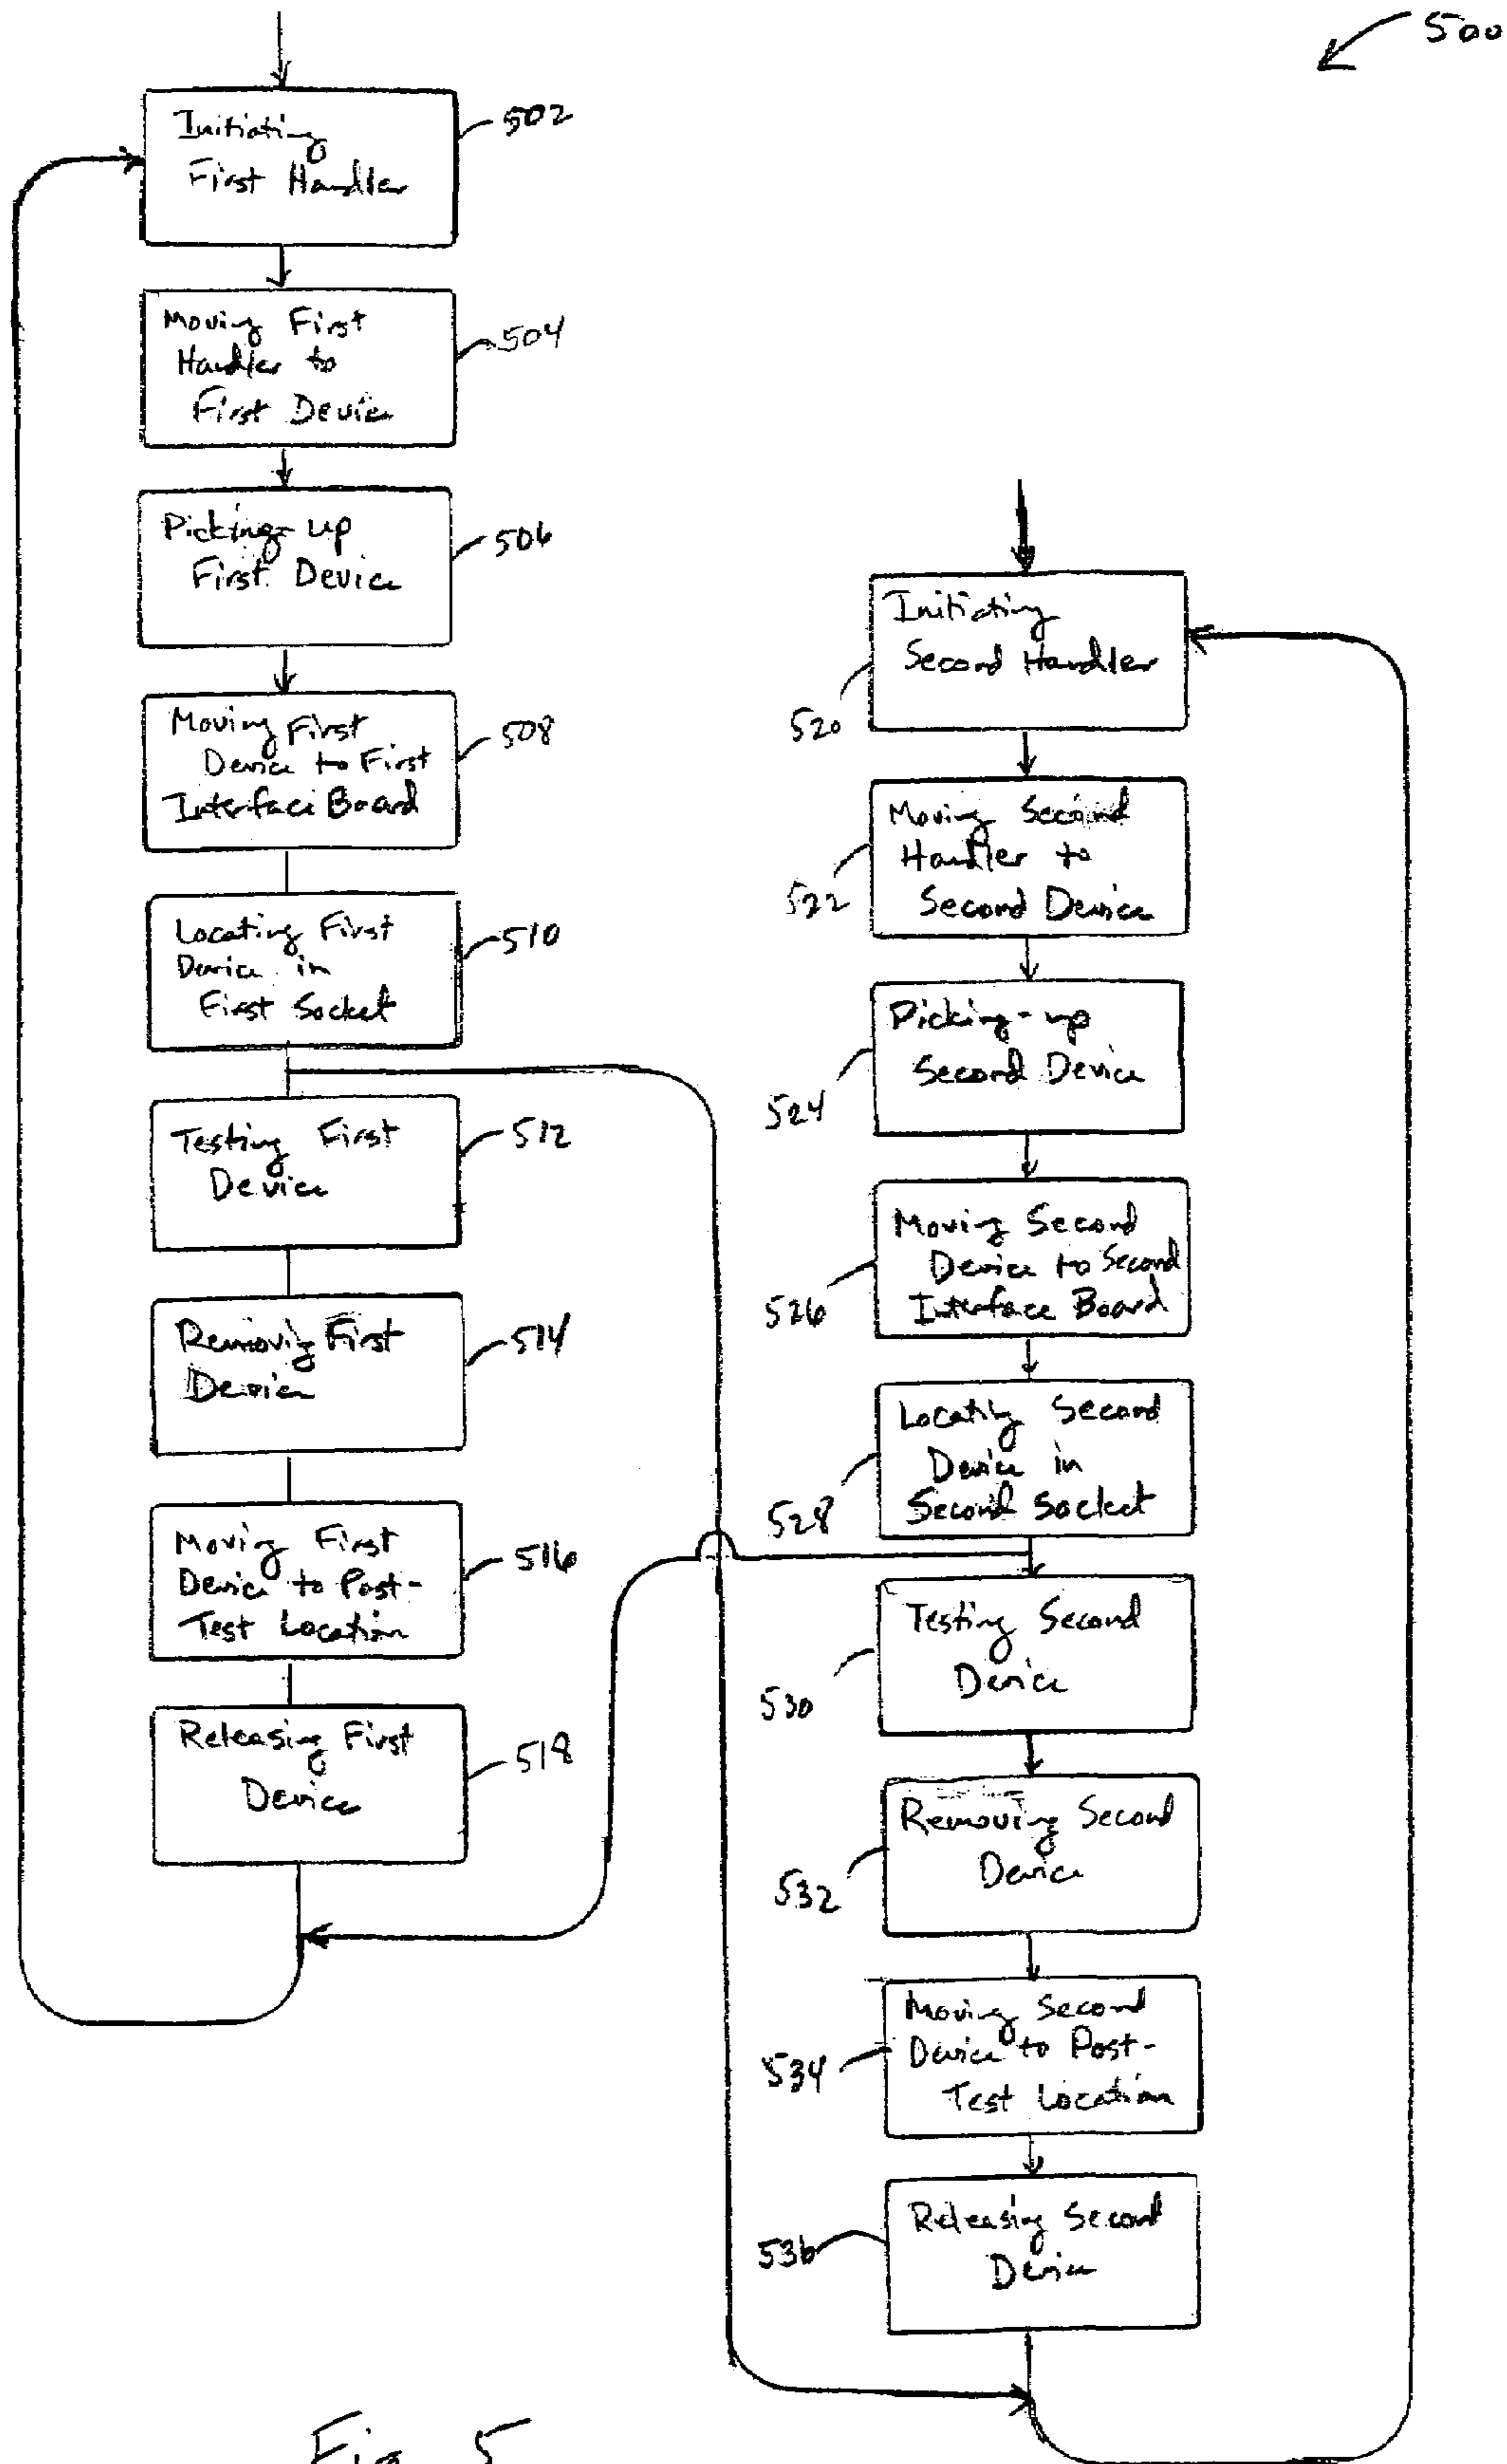 500
Initiating
First Handler
502
Moving First
Handler to
First Device
504
Picking-up
First Device
506
Moving First
Device to First
Interface Board
508
Locating First
Device in
First Socket
510
Testing First
Device
512
Removing First
Device
514
Moving First
Device to Post-
Test Location
516
Releasing First
Device
518
Initiating
Second Handler
520
Moving Second
Handler to
Second Device
522
Picking-up
Second Device
524
Moving Second
Device to Second
Interface Board
526
Locating Second
Device in
Second Socket
528
Testing Second
Device
530
Removing Second
Device
532
Moving Second
Device to Post-
Test Location
534
Releasing Second
Device
536
Fig. 5